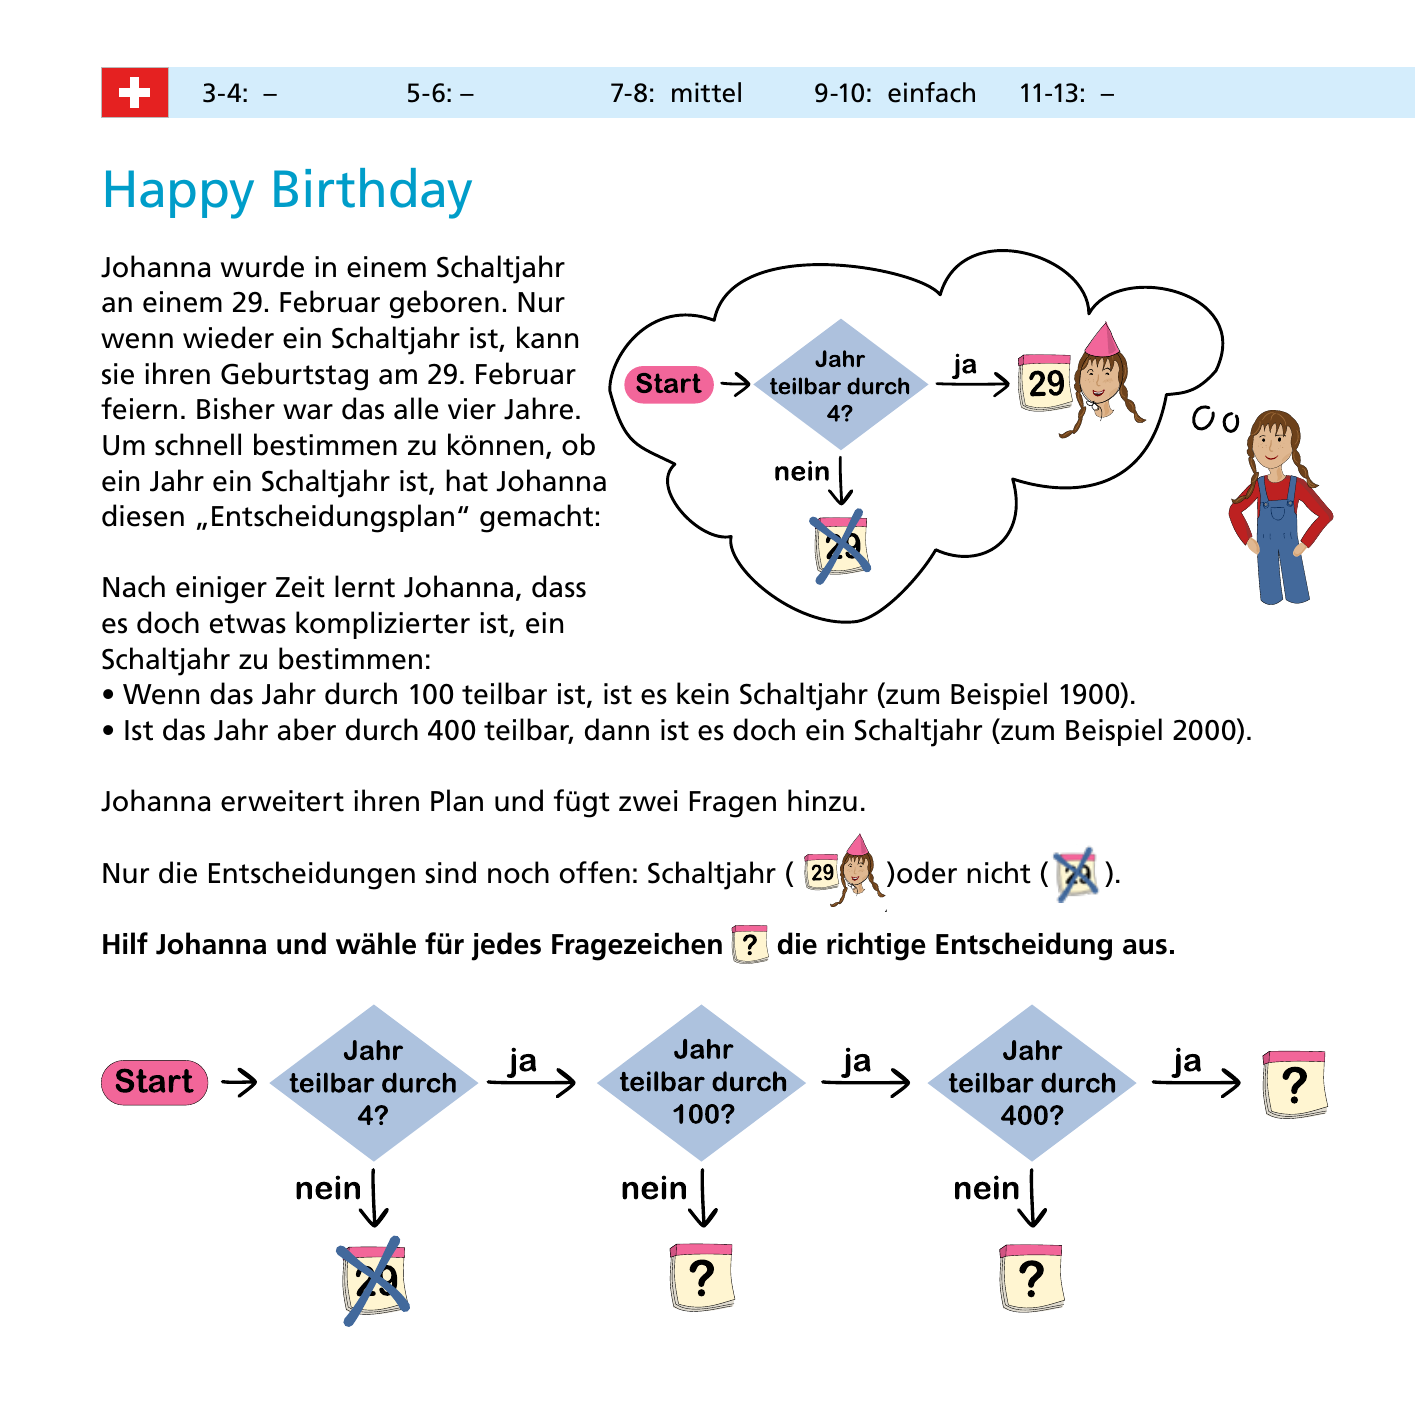 3-4: –   5-6: –   7-8: mittel   9-10: einfach   11-13: –
Happy Birthday
Johanna wurde in einem Schaltjahr
an einem 29. Februar geboren. Nur
wenn wieder ein Schaltjahr ist, kann
sie ihren Geburtstag am 29. Februar
feiern. Bisher war das alle vier Jahre.
Um schnell bestimmen zu können, ob
ein Jahr ein Schaltjahr ist, hat Johanna
diesen „Entscheidungsplan“ gemacht:
Start
Jahr
teilbar durch
4?
ja
29
nein
29
Nach einiger Zeit lernt Johanna, dass
es doch etwas komplizierter ist, ein
Schaltjahr zu bestimmen:
• Wenn das Jahr durch 100 teilbar ist, ist es kein Schaltjahr (zum Beispiel 1900).
• Ist das Jahr aber durch 400 teilbar, dann ist es doch ein Schaltjahr (zum Beispiel 2000).
Johanna erweitert ihren Plan und fügt zwei Fragen hinzu.
Nur die Entscheidungen sind noch offen: Schaltjahr ( 29 )oder nicht ( 29 ).
Hilf Johanna und wähle für jedes Fragezeichen ? die richtige Entscheidung aus.
Start
Jahr
teilbar durch
4?
ja
Jahr
teilbar durch
100?
ja
Jahr
teilbar durch
400?
ja
?
nein
nein
nein
29
?
?